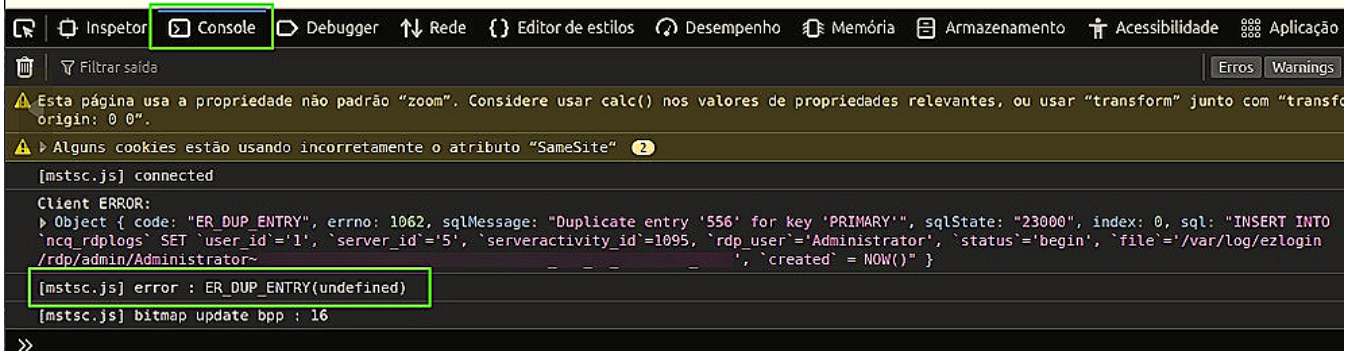 Inspetor Console Debugger Rede {} Editor de estilos Desempenho Memória Armazenamento Acessibilidade Aplicação
Filtrar saída Erros Warnings
Esta página usa a propriedade não padrão “zoom”. Considere usar calc() nos valores de propriedades relevantes, ou usar “transform” junto com “transfo
origin: 0 0”.
Alguns cookies estão usando incorretamente o atributo “SameSite“ 2
[mstsc.js] connected
Client ERROR:
Object { code: "ER_DUP_ENTRY", errno: 1062, sqlMessage: "Duplicate entry '556' for key 'PRIMARY'", sqlState: "23000", index: 0, sql: "INSERT INTO
`ncq_rdplogs` SET `user_id`='1', `server_id`='5', `serveractivity_id`=1095, `rdp_user`='Administrator', `status`='begin', `file`='/var/log/ezlogin
/rdp/admin/Administrator~ ', `created` = NOW()" }
[mstsc.js] error : ER_DUP_ENTRY(undefined)
[mstsc.js] bitmap update bpp : 16